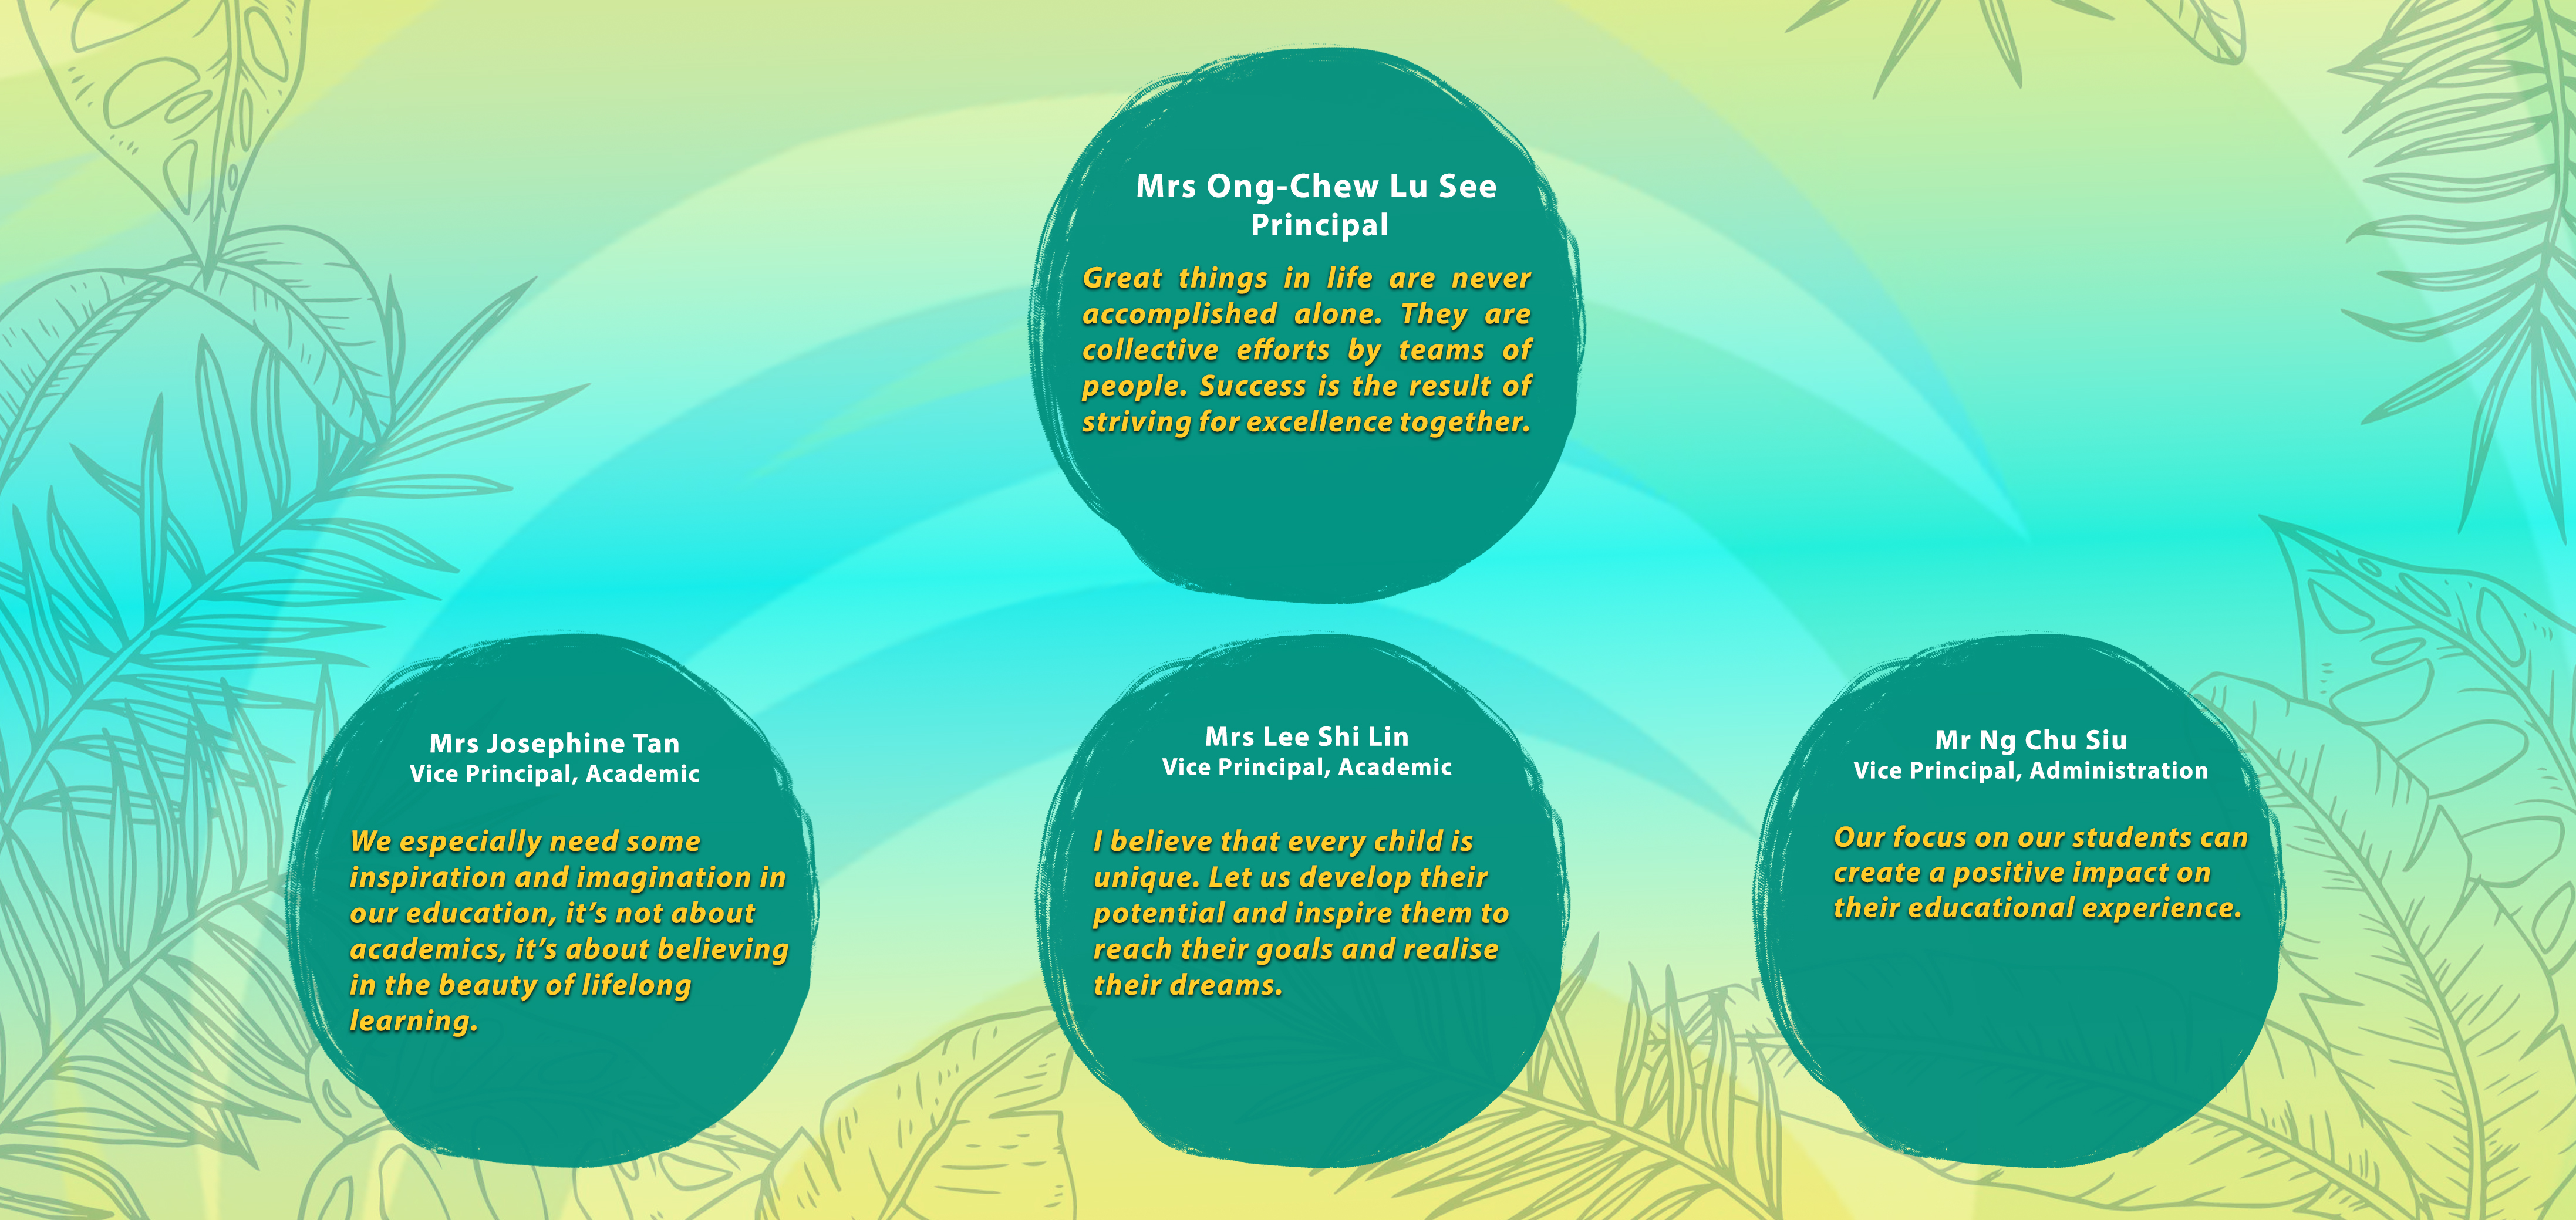 Mrs Ong-Chew Lu See
Principal
Great things in life are never
accomplished alone. They are
collective efforts by teams of
people. Success is the result of
striving for excellence together.
Mrs Josephine Tan
Vice Principal, Academic
We especially need some
inspiration and imagination in
our education, it’s not about
academics, it’s about believing
in the beauty of lifelong
learning.
Mrs Lee Shi Lin
Vice Principal, Academic
I believe that every child is
unique. Let us develop their
potential and inspire them to
reach their goals and realise
their dreams.
Mr Ng Chu Siu
Vice Principal, Administration
Our focus on our students can
create a positive impact on
their educational experience.